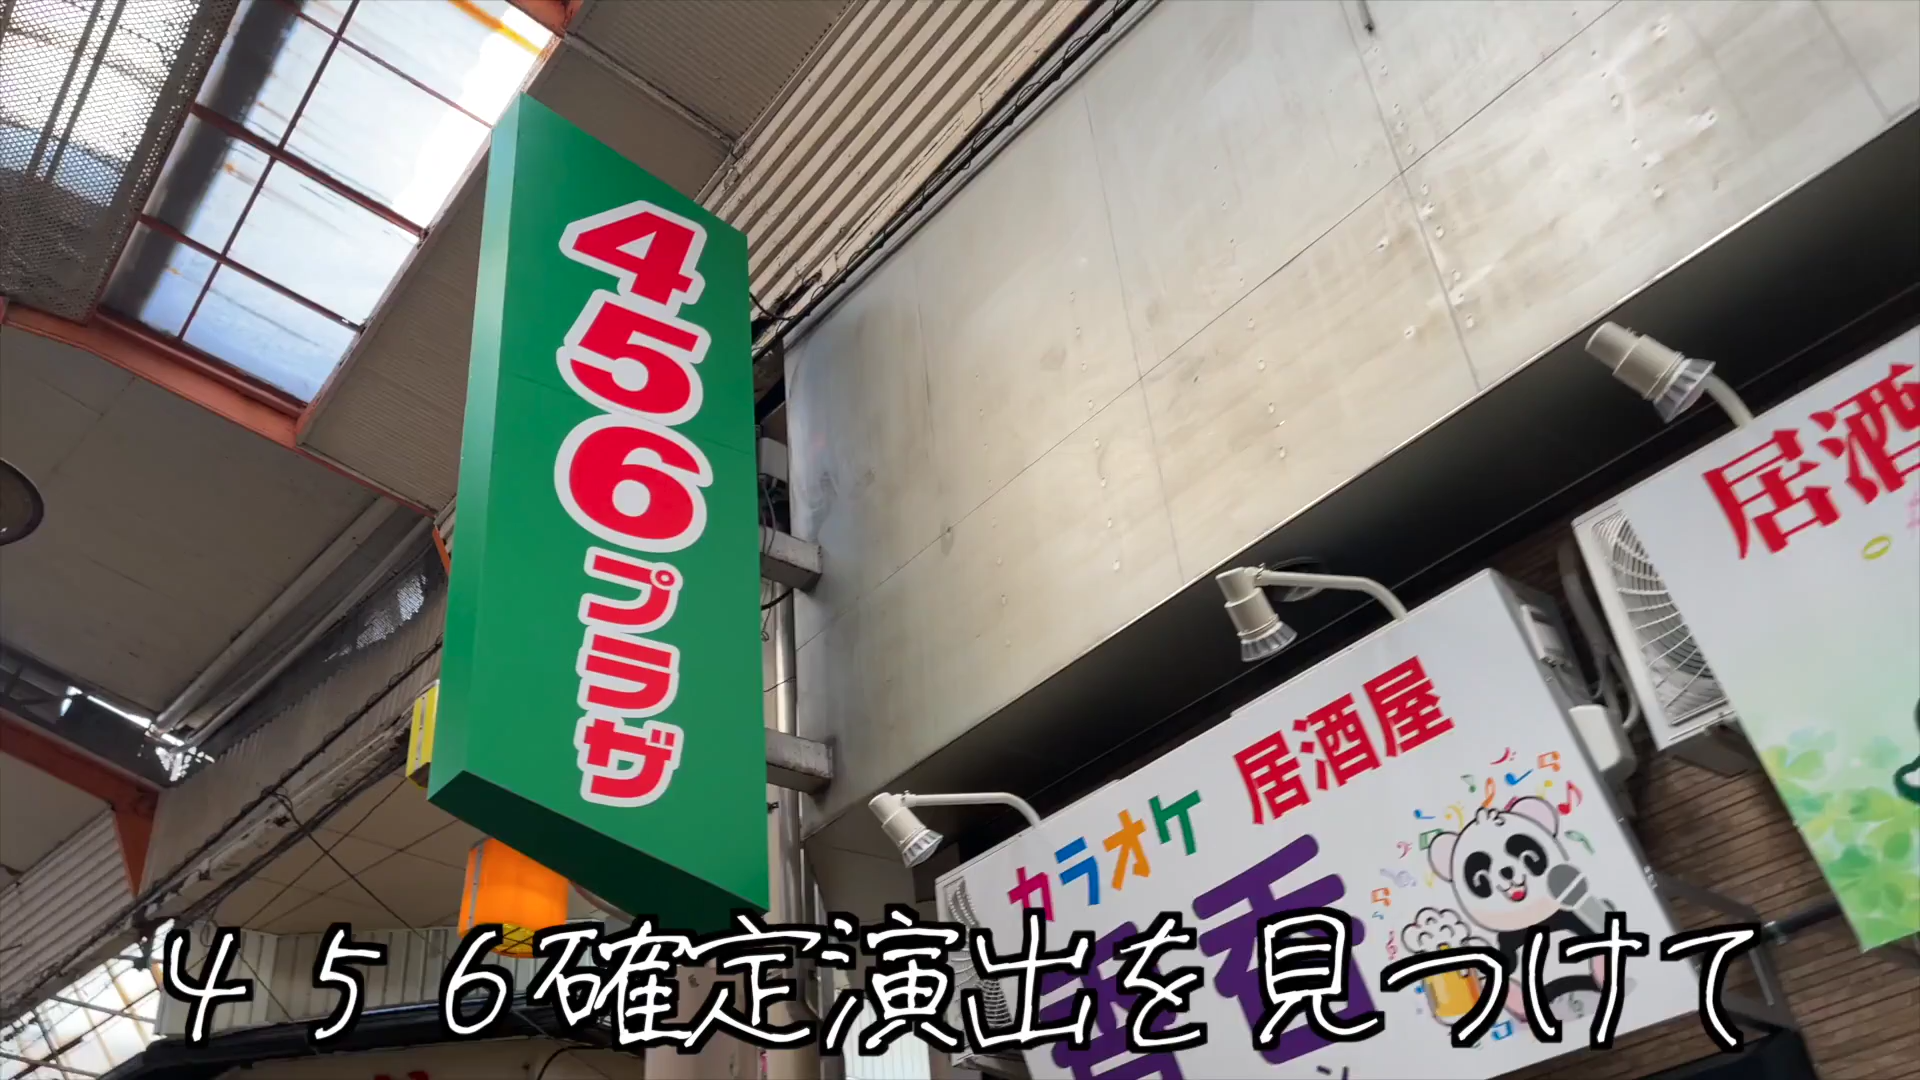 456プラザ
居酒
カラオケ 居酒屋
香
456確定演出を見つけて